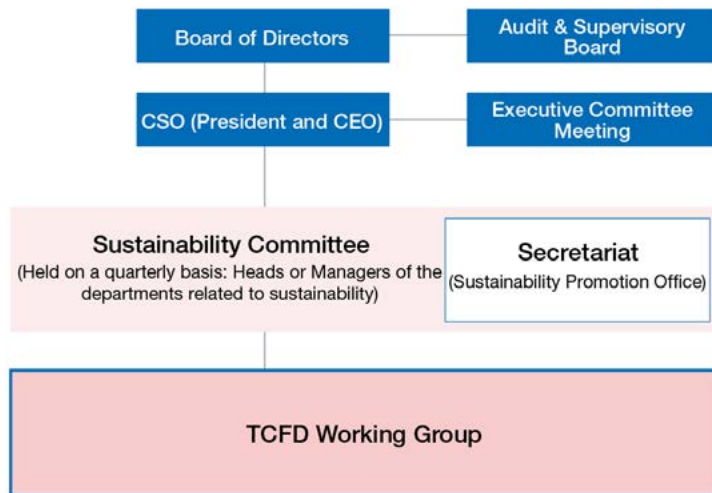 Board of Directors
Audit & Supervisory
Board
CSO (President and CEO)
Executive Committee
Meeting
Sustainability Committee
(Held on a quarterly basis: Heads or Managers of the
departments related to sustainability)
Secretariat
(Sustainability Promotion Office)
TCFD Working Group